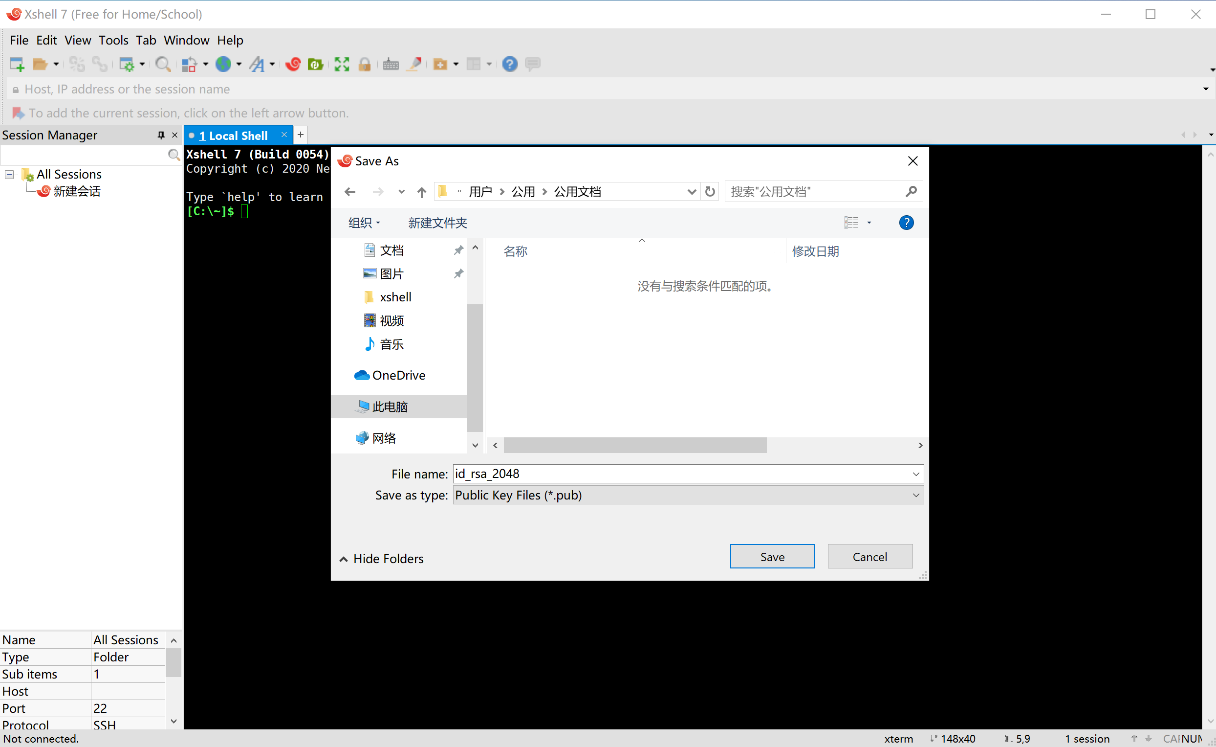 Xshell 7 (Free for Home/School)
File Edit View Tools Tab Window Help
Host, IP address or the session name
To add the current session, click on the left arrow button.
Session Manager
1 Local Shell
All Sessions
新建会话
Xshell 7 (Build 0054)
Copyright (c) 2020 Ne
Type `help' to learn
[C:\~]$
Save As
用户 公用 公用文档
搜索"公用文档"
组织 新建文件夹
文档
图片
xshell
视频
音乐
OneDrive
此电脑
网络
名称 修改日期
没有与搜索条件匹配的项。
File name: id_rsa_2048
Save as type: Public Key Files (*.pub)
Hide Folders Save Cancel
Name All Sessions
Type Folder
Sub items 1
Host
Port 22
Protocol SSH
Not connected. xterm 148x40 5,9 1 session CAP NUM